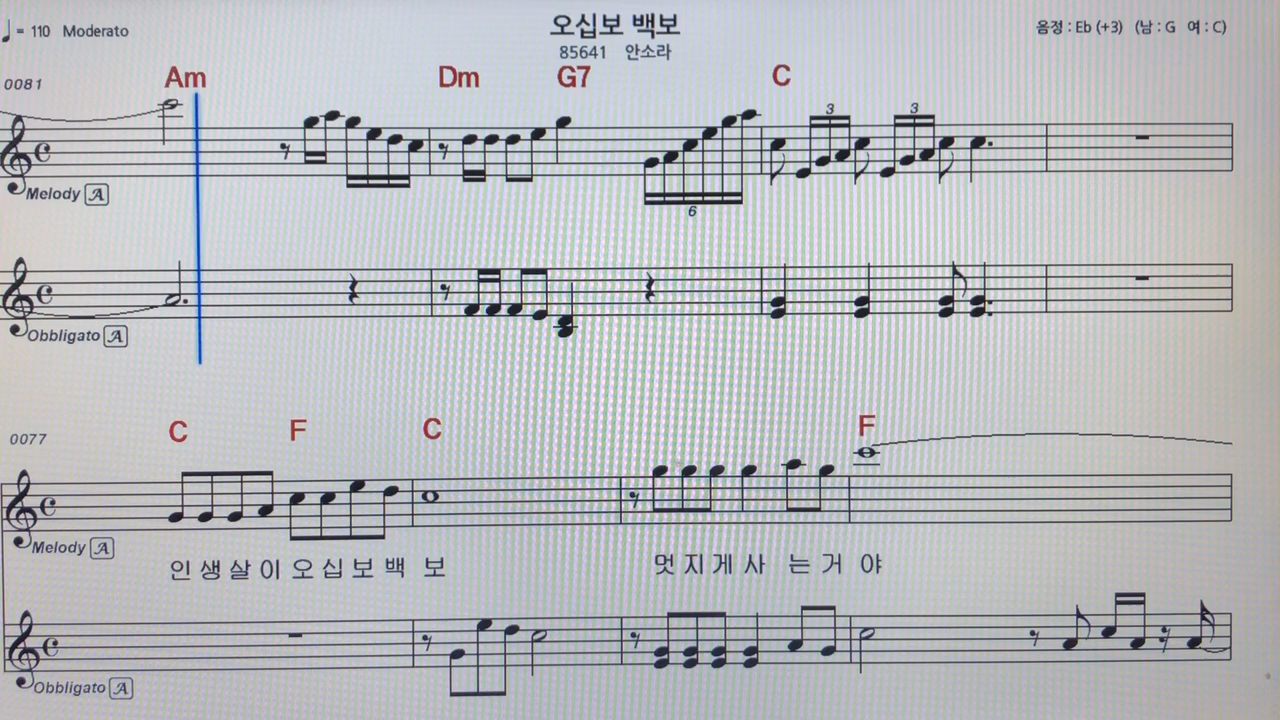 ♩= 110 Moderato
오십보 백보
음정 : Eb (+3) (남 : G 여 : C)
85641 안소라
0081
Am Dm G7 C
3 3
Melody A
6
Obbligato A
0077
C F C F
Melody A
인 생 살 이 오 십 보 백 보 멋 지 게 사 는 거 야
Obbligato A